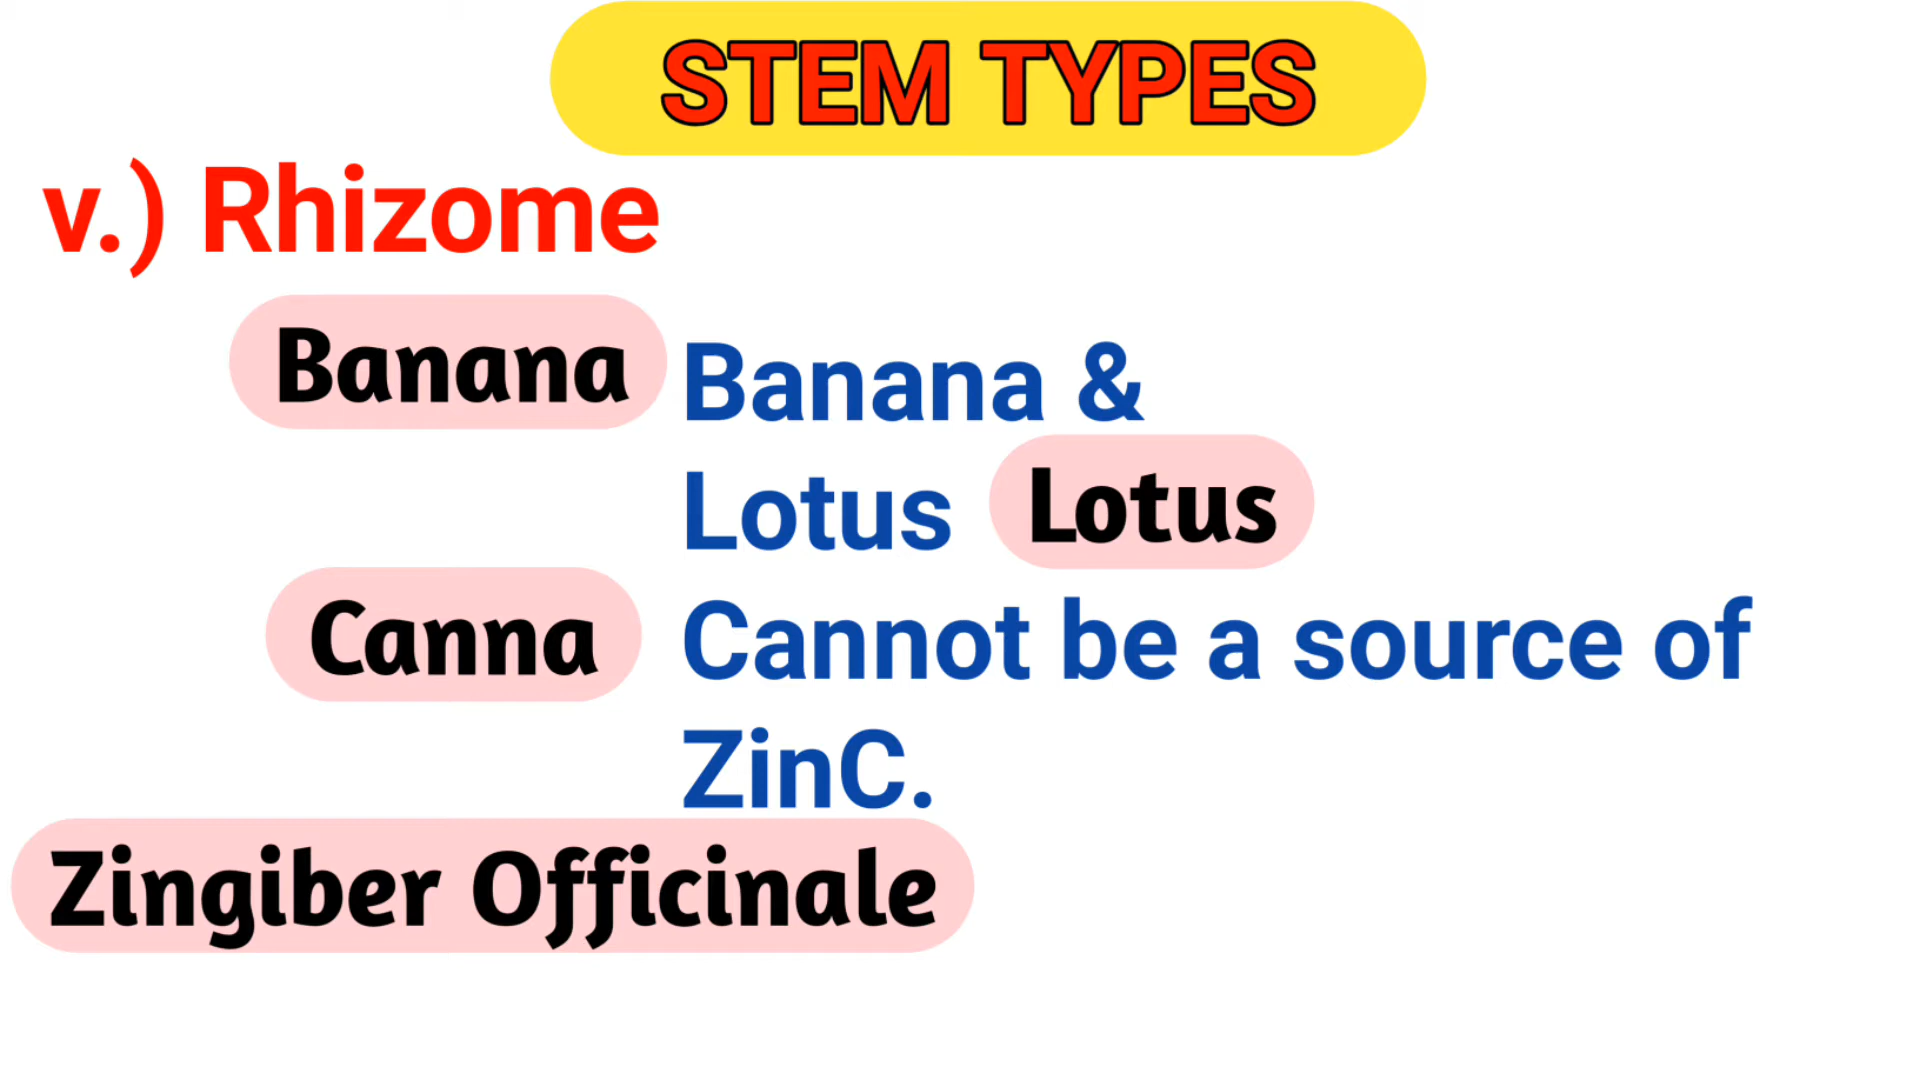 STEM TYPES
v.) Rhizome
Banana Banana &
Lotus Lotus
Canna Cannot be a source of
ZinC.
Zingiber Officinale